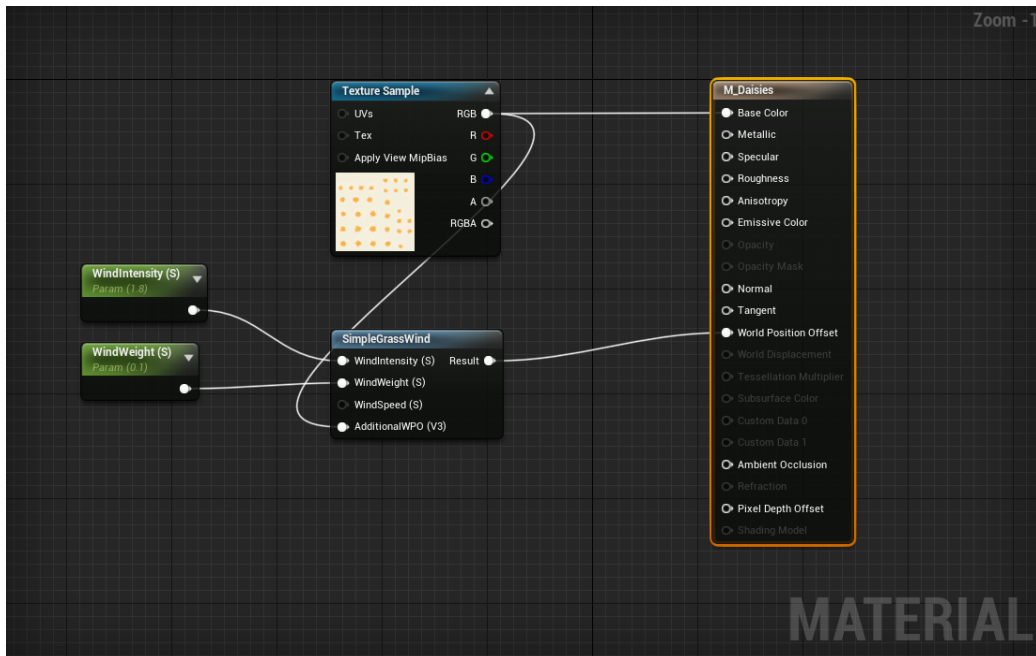 Zoom -1
Texture Sample
UVs RGB
Tex R
Apply View MipBias G
B
A
RGBA
M_Daisies
Base Color
Metallic
Specular
Roughness
Anisotropy
Emissive Color
Opacity
Opacity Mask
Normal
Tangent
World Position Offset
World Displacement
Tessellation Multiplier
Subsurface Color
Custom Data 0
Custom Data 1
Ambient Occlusion
Refraction
Pixel Depth Offset
Shading Model
WindIntensity (S)
Param (1.8)
WindWeight (S)
Param (0.1)
SimpleGrassWind
WindIntensity (S) Result
WindWeight (S)
WindSpeed (S)
AdditionalWPO (V3)
MATERIAL